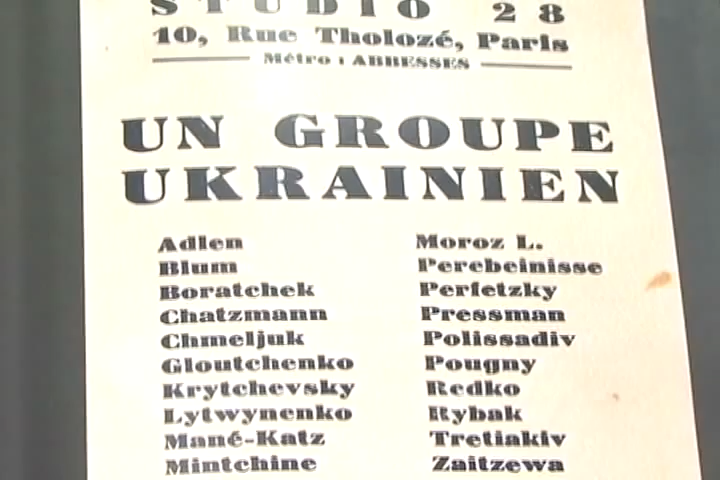 STUDIO 28
10, Rue Tholozé, Paris
Métro : ABBESSES
UN GROUPE
UKRAINIEN
Adlen
Blum
Boratchek
Chatzmann
Chmeljuk
Gloutchenko
Krytchevsky
Lytwynenko
Mané-Katz
Mintchine
Moroz L.
Perebeinisse
Perfetzky
Pressman
Polissadiv
Pougny
Redko
Rybak
Tretiakiv
Zaitzewa